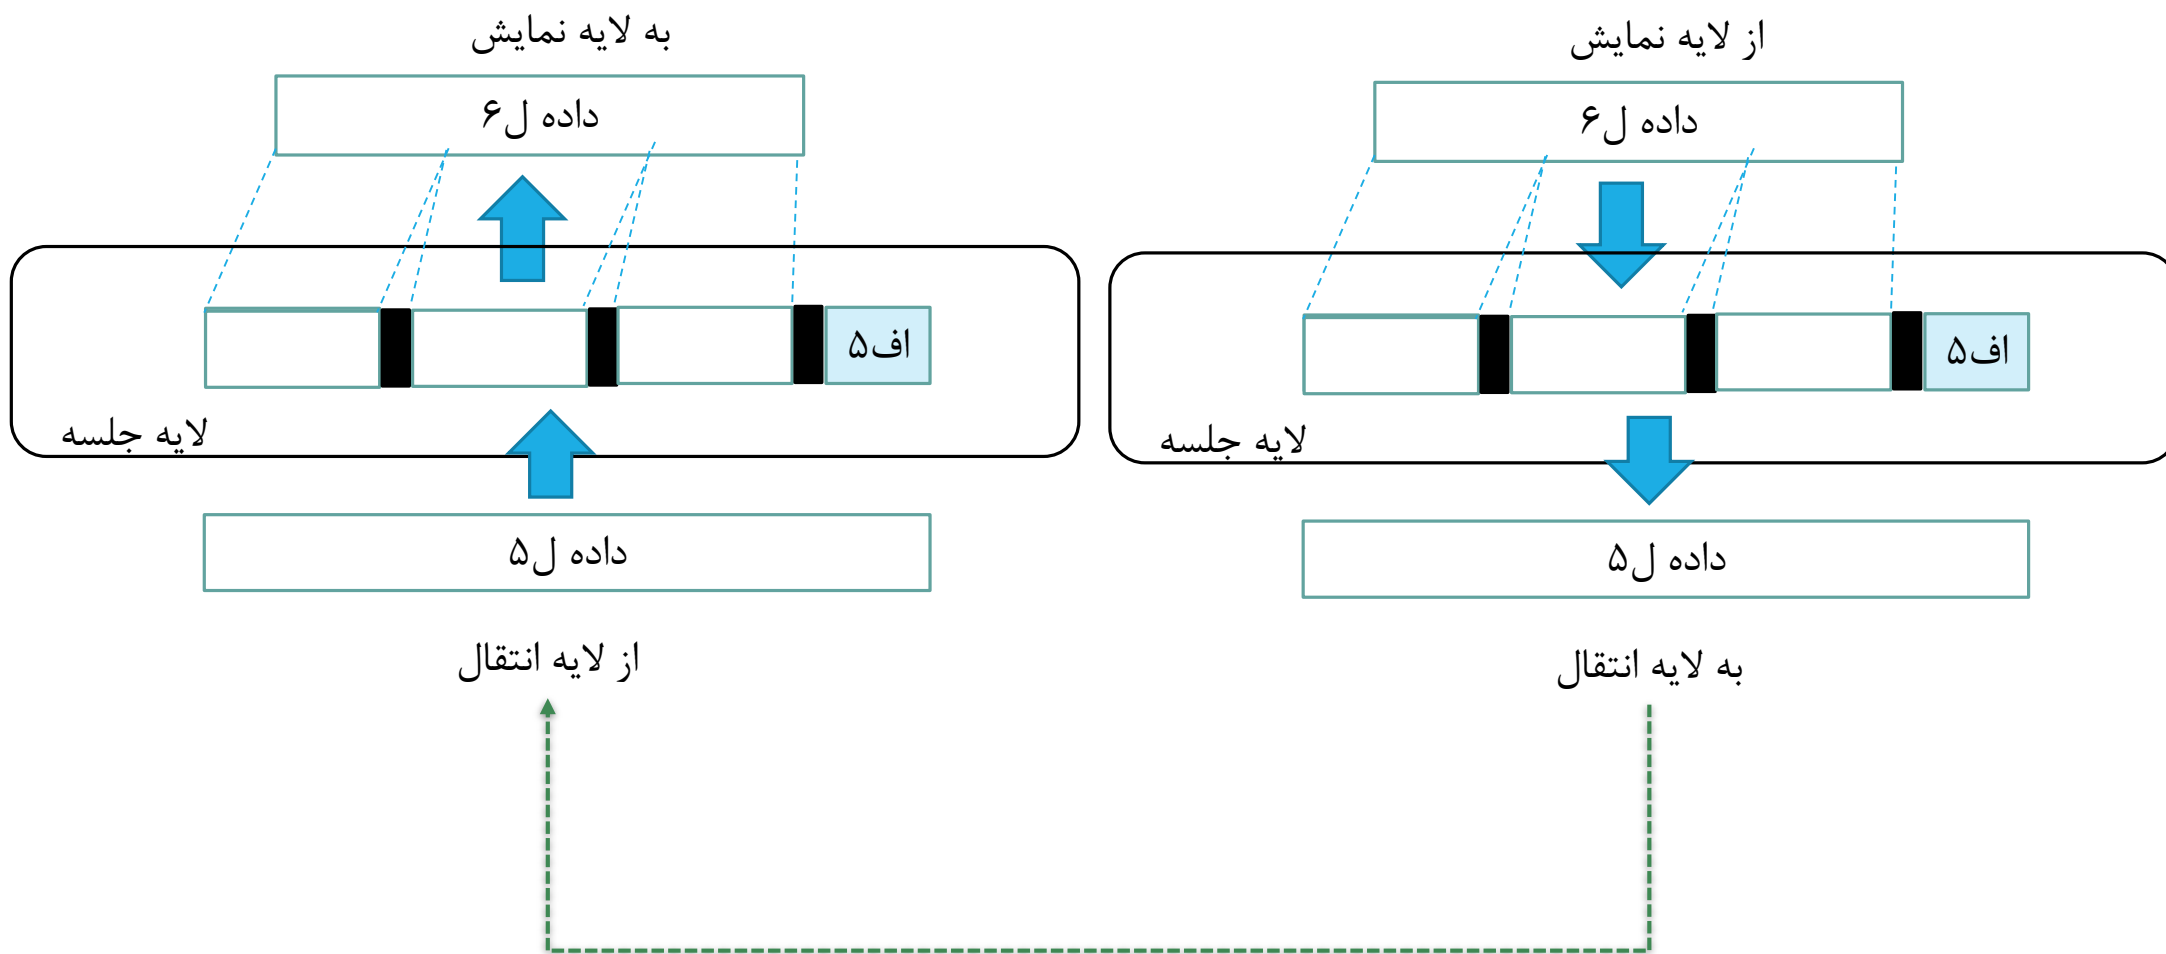 از لایه نمایش
داده ل۶
اف۵
لایه جلسه
داده ل۵
به لایه انتقال
به لایه نمایش
داده ل۶
اف۵
لایه جلسه
داده ل۵
از لایه انتقال